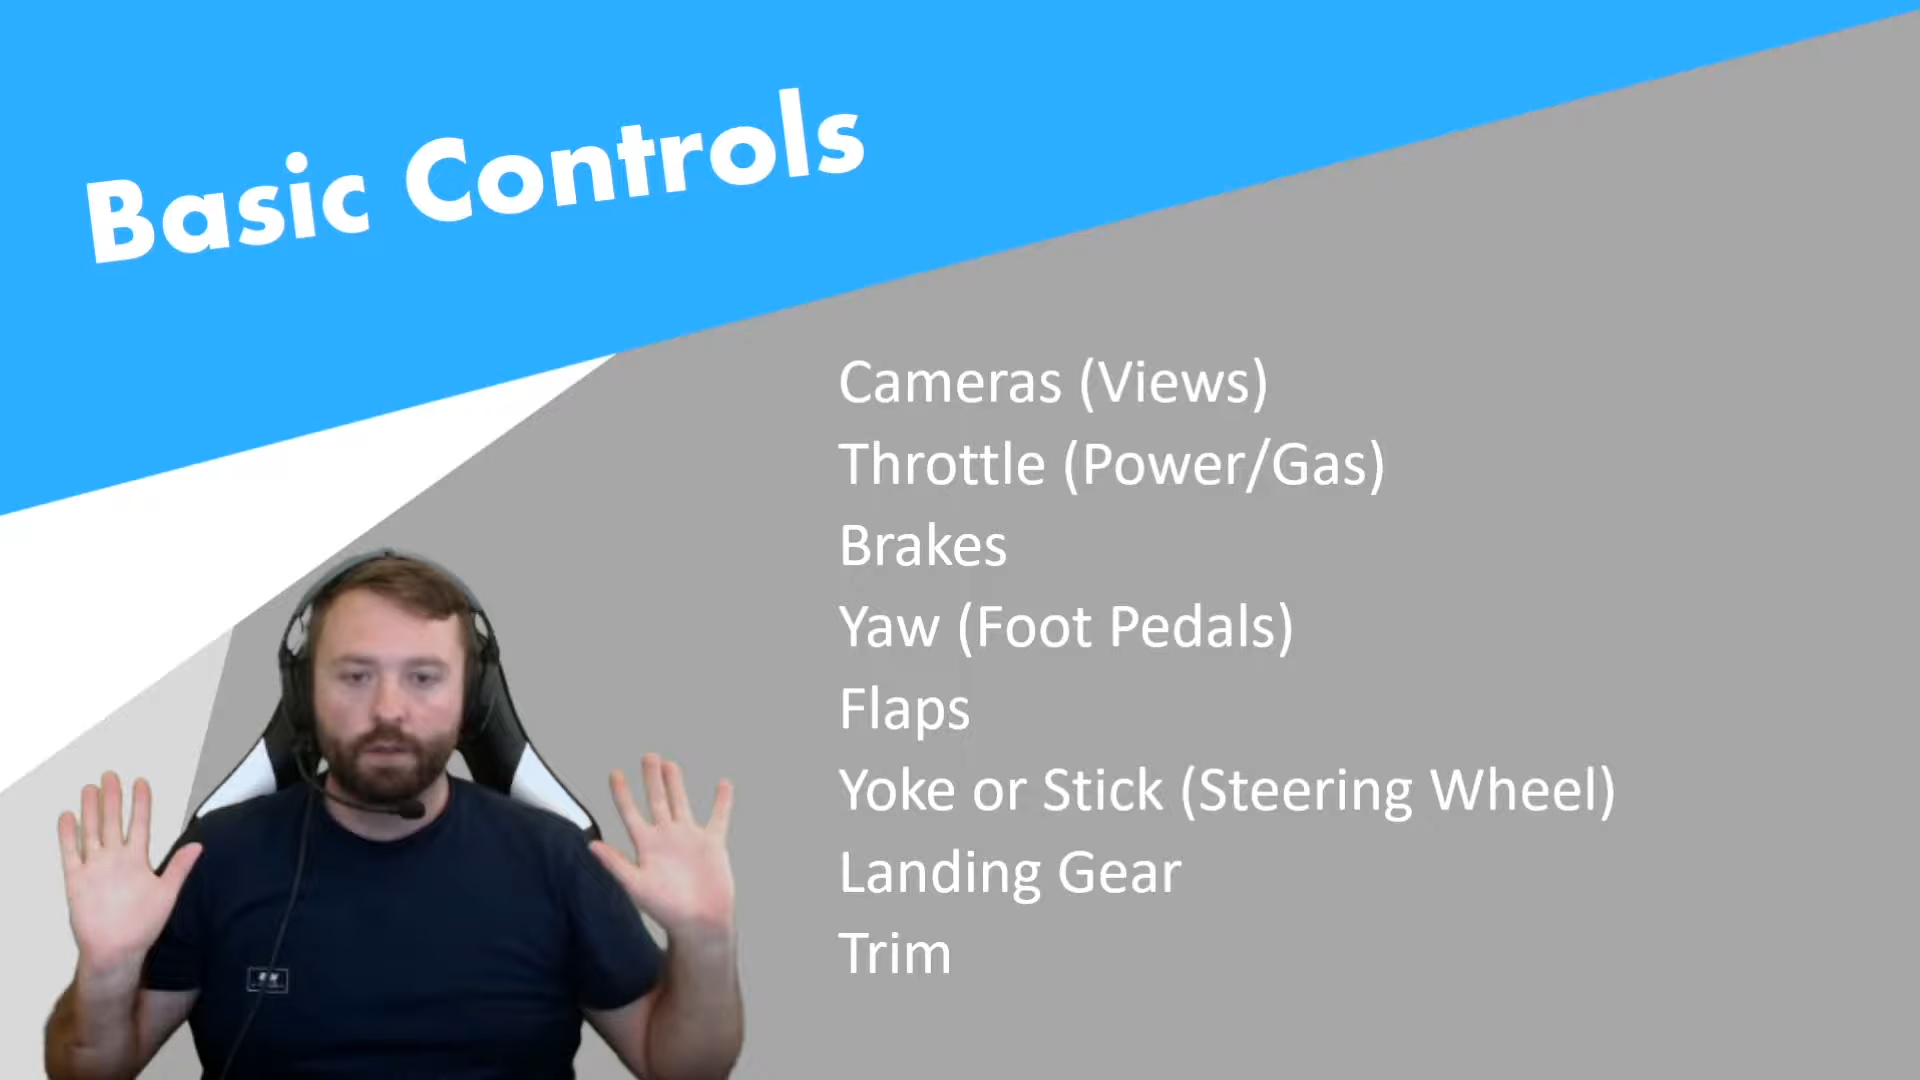 Basic Controls
Cameras (Views)
Throttle (Power/Gas)
Brakes
Yaw (Foot Pedals)
Flaps
Yoke or Stick (Steering Wheel)
Landing Gear
Trim